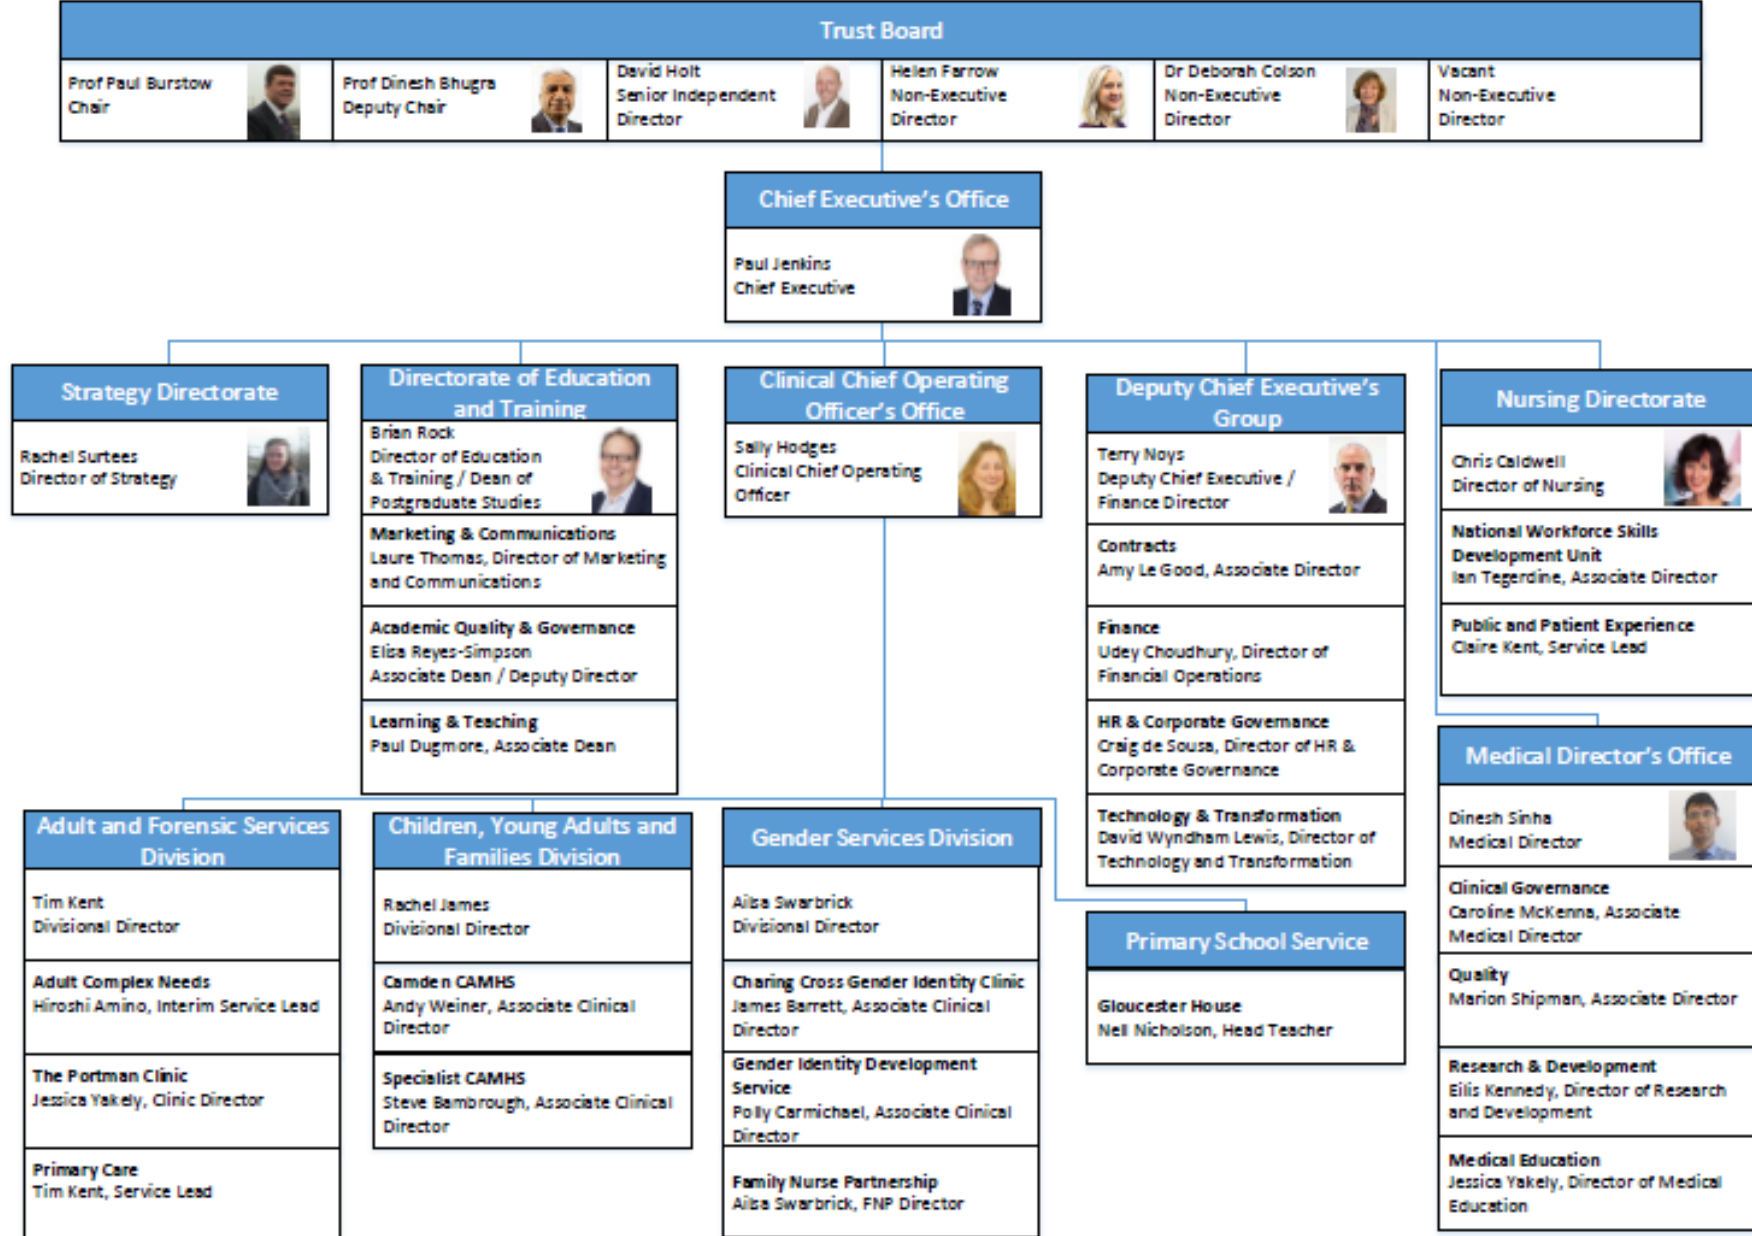 Trust Board
Prof Paul Burstow
Chair
Prof Dinesh Bhugra
Deputy Chair
David Holt
Senior Independent
Director
Helen Farrow
Non-Executive
Director
Dr Deborah Colson
Non-Executive
Director
Vacant
Non-Executive
Director
Chief Executive's Office
Paul Jenkins
Chief Executive
Strategy Directorate
Rachel Surtees
Director of Strategy
Directorate of Education
and Training
Brian Rock
Director of Education
& Training / Dean of
Postgraduate Studies
Marketing & Communications
Laure Thomas, Director of Marketing
and Communications
Academic Quality & Governance
Elisa Reyes-Simpson
Associate Dean / Deputy Director
Learning & Teaching
Paul Dugmore, Associate Dean
Clinical Chief Operating
Officer's Office
Sally Hodges
Clinical Chief Operating
Officer
Deputy Chief Executive's
Group
Terry Noys
Deputy Chief Executive /
Finance Director
Contracts
Amy Le Good, Associate Director
Finance
Udey Choudhury, Director of
Financial Operations
HR & Corporate Governance
Craig de Sousa, Director of HR &
Corporate Governance
Technology & Transformation
David Wyndham Lewis, Director of
Technology and Transformation
Nursing Directorate
Chris Caldwell
Director of Nursing
National Workforce Skills
Development Unit
Ian Tegerdine, Associate Director
Public and Patient Experience
Claire Kent, Service Lead
Medical Director's Office
Dinesh Sinha
Medical Director
Clinical Governance
Caroline McKenna, Associate
Medical Director
Quality
Marion Shipman, Associate Director
Research & Development
Eilis Kennedy, Director of Research
and Development
Medical Education
Jessica Yakely, Director of Medical
Education
Adult and Forensic Services
Division
Tim Kent
Divisional Director
Adult Complex Needs
Hiroshi Amino, Interim Service Lead
The Portman Clinic
Jessica Yakely, Clinic Director
Primary Care
Tim Kent, Service Lead
Children, Young Adults and
Families Division
Rachel James
Divisional Director
Camden CAMHS
Andy Weiner, Associate Clinical
Director
Specialist CAMHS
Steve Bambrough, Associate Clinical
Director
Gender Services Division
Ailsa Swarbrick
Divisional Director
Charing Cross Gender Identity Clinic
James Barrett, Associate Clinical
Director
Gender Identity Development
Service
Polly Carmichael, Associate Clinical
Director
Family Nurse Partnership
Ailsa Swarbrick, FNP Director
Primary School Service
Gloucester House
Nell Nicholson, Head Teacher